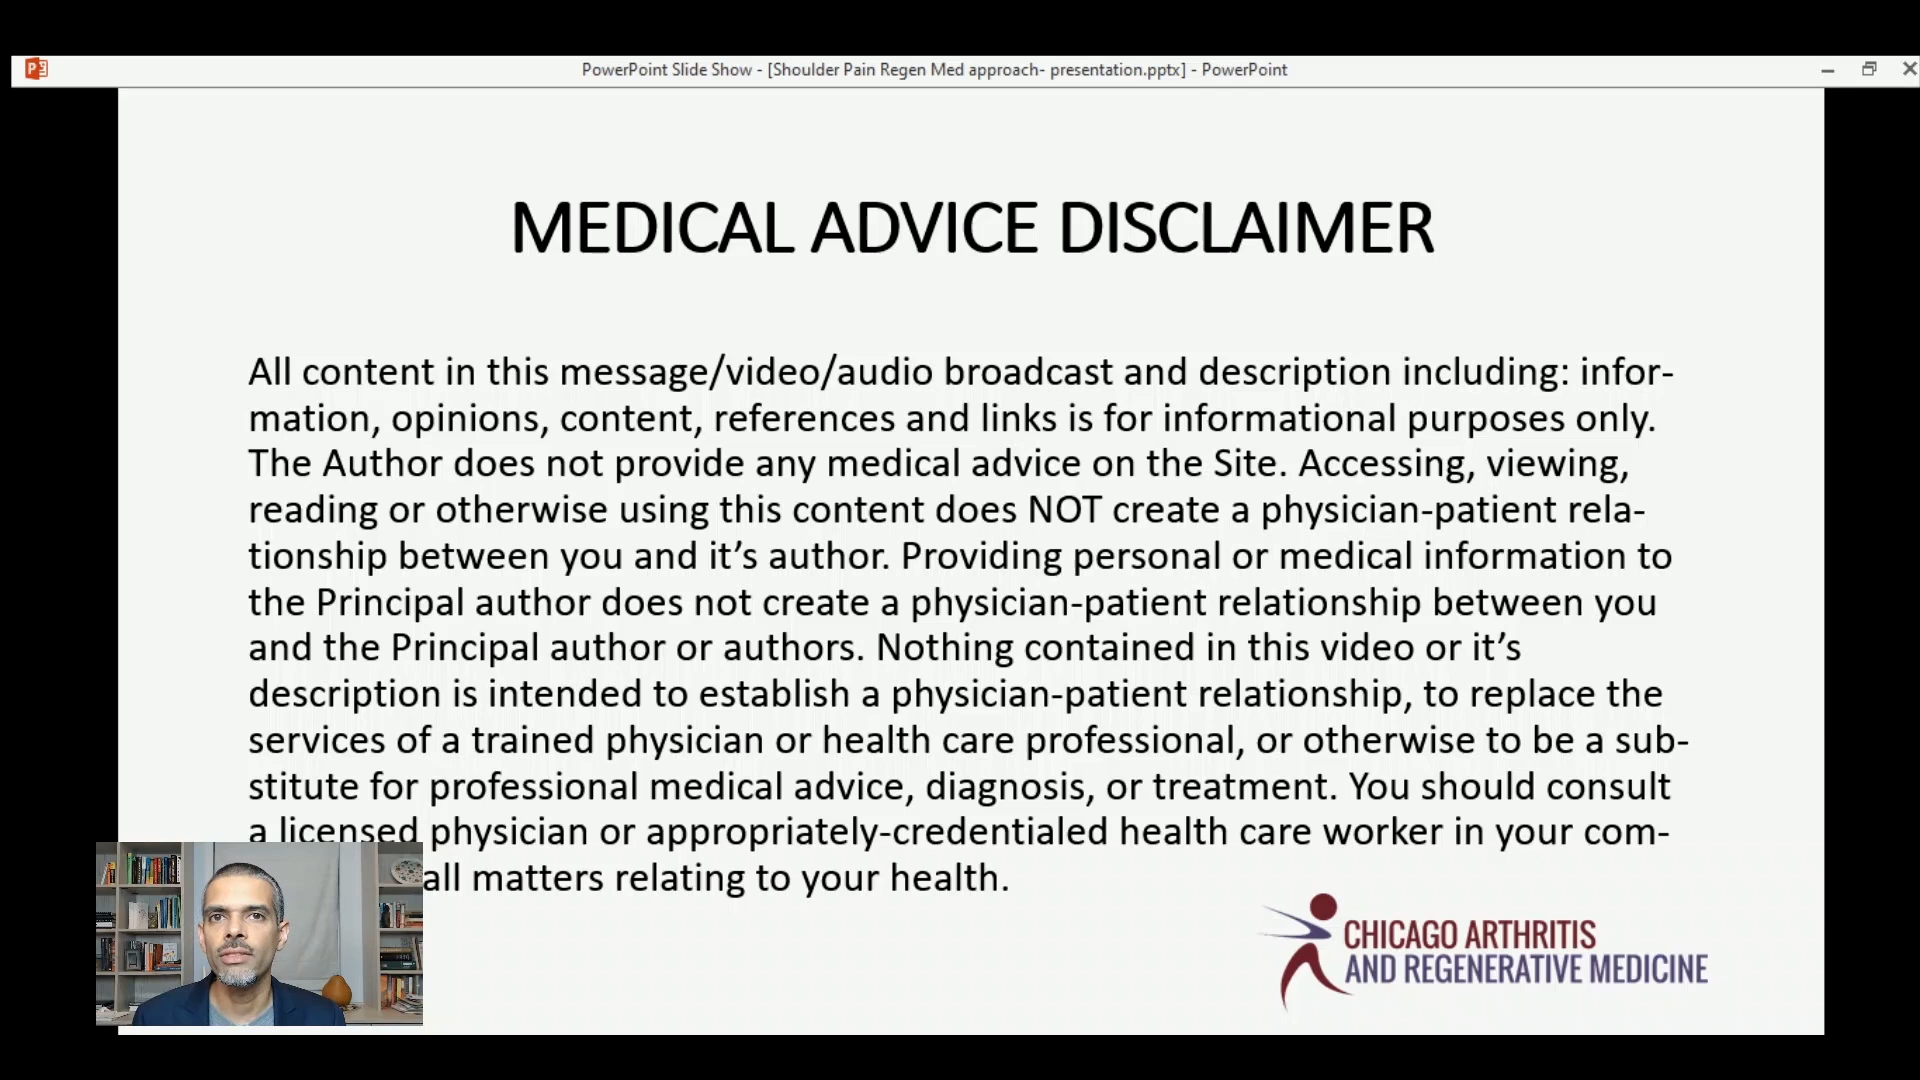 PowerPoint Slide Show - [Shoulder Pain Regen Med approach- presentation.pptx] - PowerPoint
MEDICAL ADVICE DISCLAIMER
All content in this message/video/audio broadcast and description including: infor-
mation, opinions, content, references and links is for informational purposes only.
The Author does not provide any medical advice on the Site. Accessing, viewing,
reading or otherwise using this content does NOT create a physician-patient rela-
tionship between you and it’s author. Providing personal or medical information to
the Principal author does not create a physician-patient relationship between you
and the Principal author or authors. Nothing contained in this video or it’s
description is intended to establish a physician-patient relationship, to replace the
services of a trained physician or health care professional, or otherwise to be a sub-
stitute for professional medical advice, diagnosis, or treatment. You should consult
a licensed physician or appropriately-credentialed health care worker in your com-
all matters relating to your health.
CHICAGO ARTHRITIS
AND REGENERATIVE MEDICINE